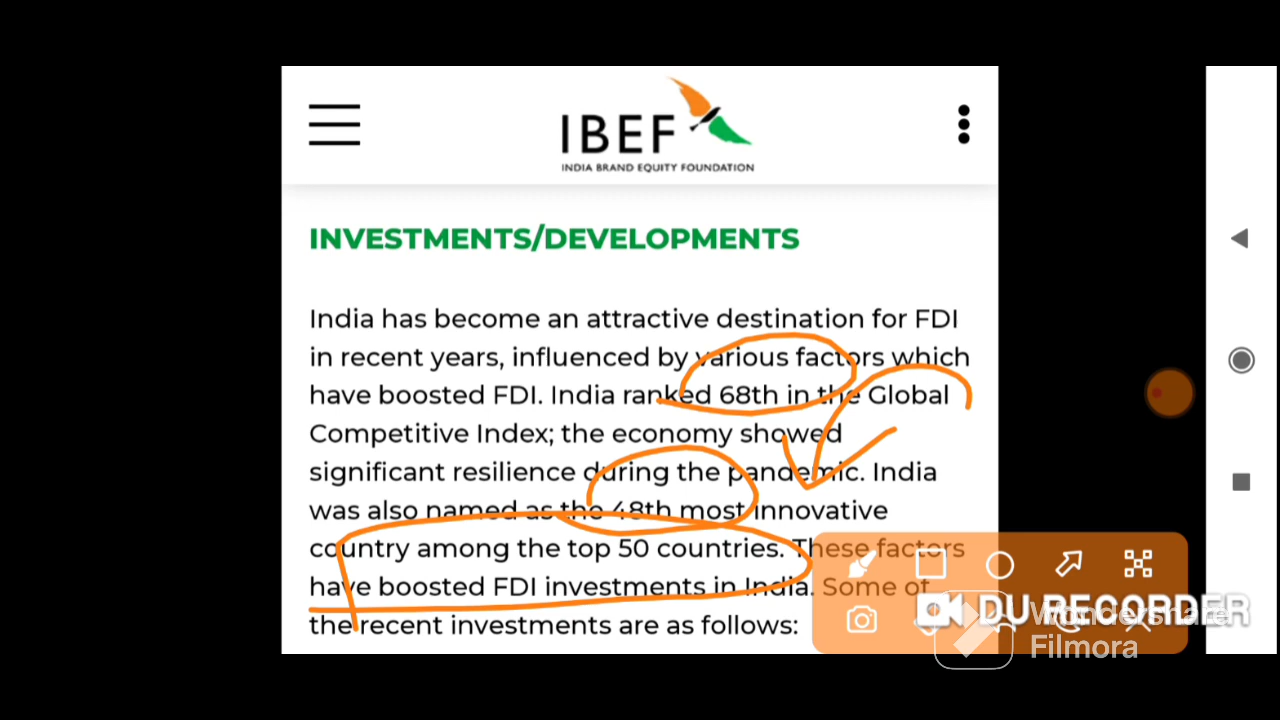 IBEF
INDIA BRAND EQUITY FOUNDATION
INVESTMENTS/DEVELOPMENTS
India has become an attractive destination for FDI
in recent years, influenced by various factors which
have boosted FDI. India ranked 68th in the Global
Competitive Index; the economy showed
significant resilience during the pandemic. India
was also named as the 48th most innovative
country among the top 50 countries. These factors
have boosted FDI investments in India. Some of
the recent investments are as follows:
DU RECORDER
Wondershare
Filmora